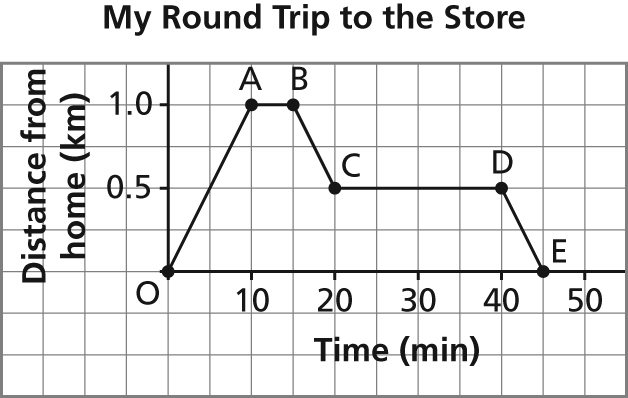 My Round Trip to the Store
Distance from
home (km)
A B
1.0
C
D
0.5
E
O
10 20 30 40 50
Time (min)